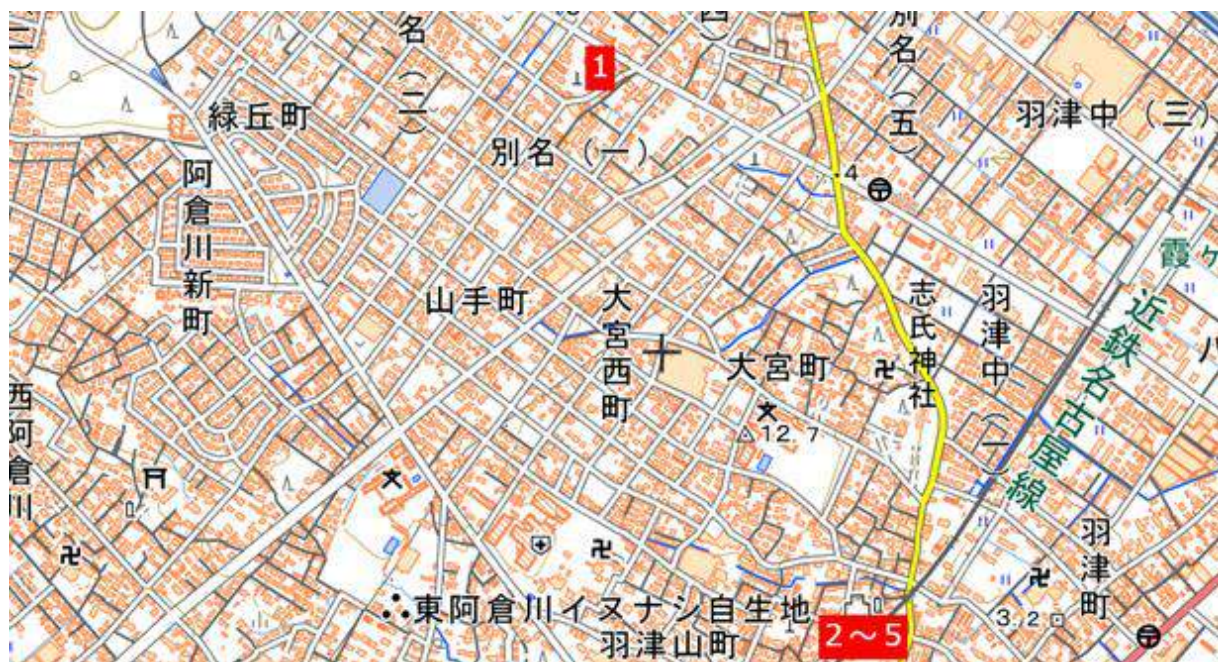 1
名(二)
別名(五)
羽津中(三)
緑丘町
別名(一)
阿倉川新町
4
霞ヶ
山手町
大宮西町
志氏神社
羽津中(一)
近鉄名古屋線
大宮町
12.7
西阿倉川
羽津町
東阿倉川イヌナシ自生地
3.2
羽津山町
2～5